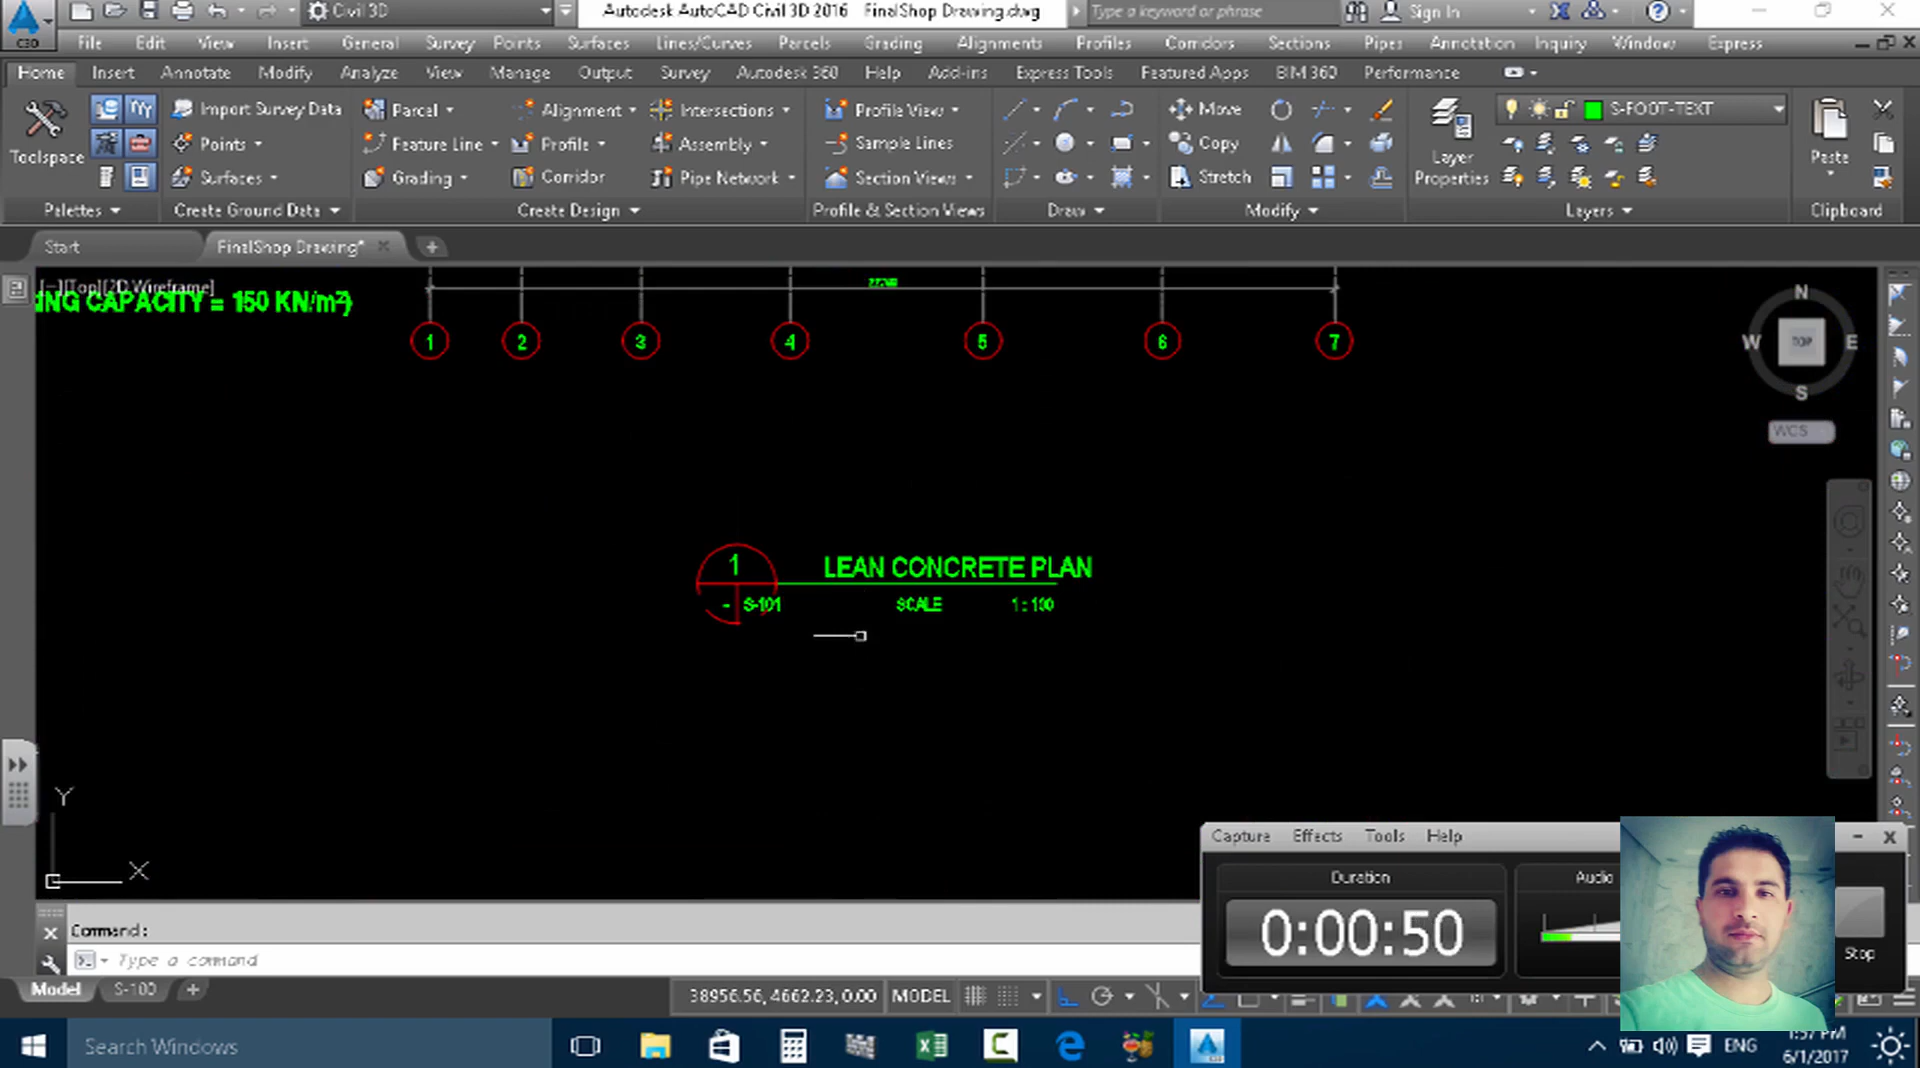 Civil 3D
Autodesk AutoCAD Civil 3D 2016 FinalShop Drawing.dwg
Type a keyword or phrase
Sign In
C3D
File Edit View Insert General Survey Points Surfaces Lines/Curves Parcels Grading Alignments Profiles Corridors Sections Pipes Annotation Inquiry Window Express
Home Insert Annotate Modify Analyze View Manage Output Survey Autodesk 360 Help Add-ins Express Tools Featured Apps BIM 360 Performance
Import Survey Data Parcel Alignment Intersections Profile View Move S-FOOT-TEXT
Toolspace Points Feature Line Profile Assembly Sample Lines Copy Layer Properties Paste
Surfaces Grading Corridor Pipe Network Section Views Stretch
Palettes Create Ground Data Create Design Profile & Section Views Draw Modify Layers Clipboard
Start FinalShop Drawing*
[-][Top][2D Wireframe]
ING CAPACITY = 150 KN/m²)
1 2 3 4 5 6 7
N
W TOP E
S
WCS
1 LEAN CONCRETE PLAN
- S-101 SCALE 1 : 100
Y
X
Capture Effects Tools Help
Duration Audio
0:00:50
Stop
Command:
Type a command
Model S-100
38956.56, 4662.23, 0.00 MODEL
Search Windows
ENG
1:57 PM
6/1/2017